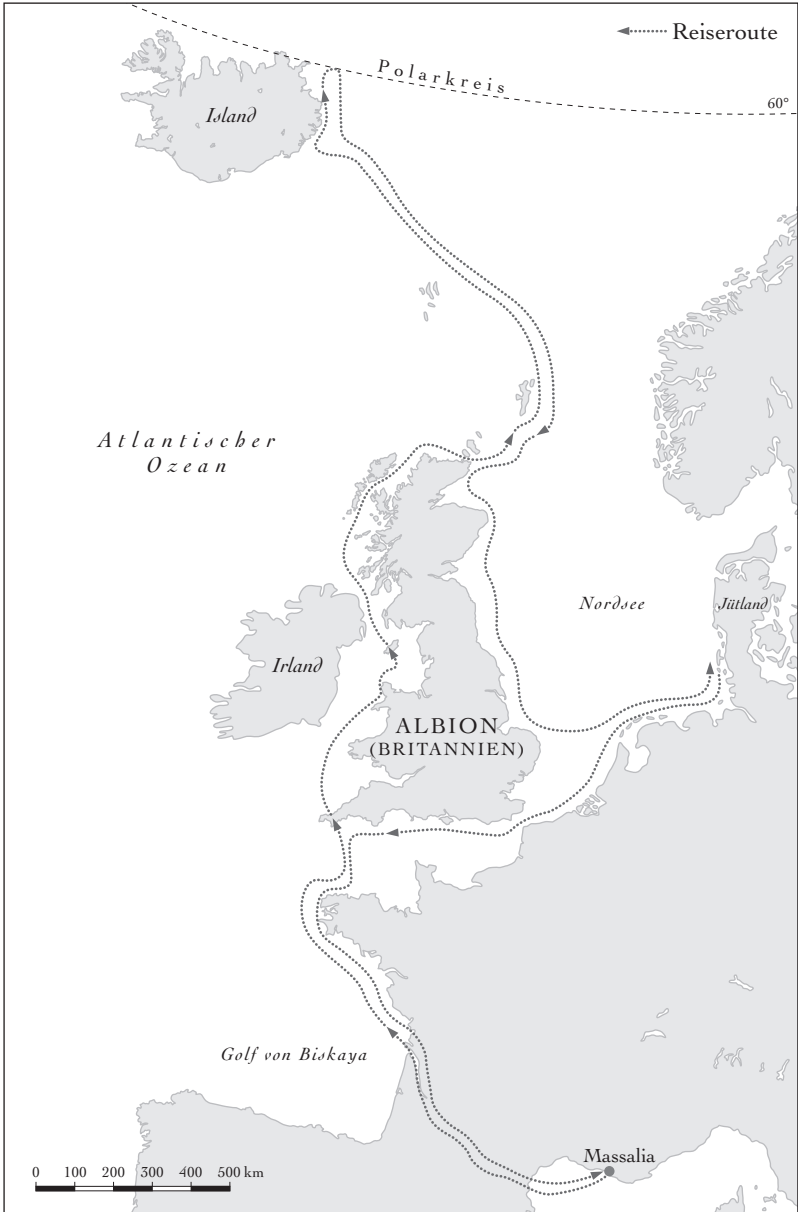 Reiseroute
Polarkreis
60°
Island
Atlantischer
Ozean
Nordsee
Jütland
Irland
ALBION
(BRITANNIEN)
Golf von Biskaya
Massalia
0 100 200 300 400 500 km